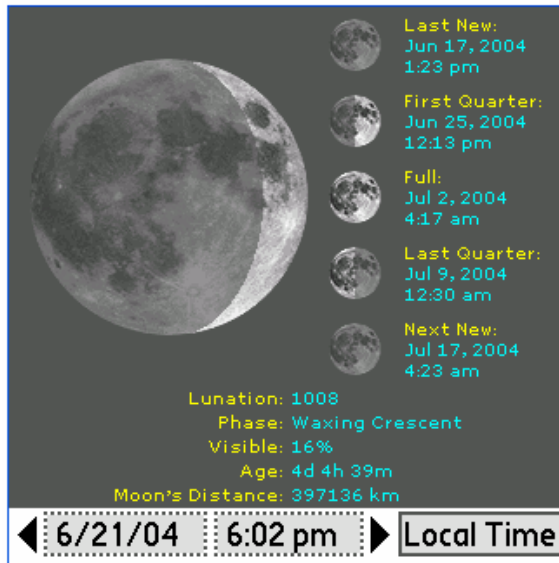 Last New:
Jun 17, 2004
1:23 pm
First Quarter:
Jun 25, 2004
12:13 pm
Full:
Jul 2, 2004
4:17 am
Last Quarter:
Jul 9, 2004
12:30 am
Next New:
Jul 17, 2004
4:23 am
Lunation: 1008
Phase: Waxing Crescent
Visible: 16%
Age: 4d 4h 39m
Moon's Distance: 397136 km
6/21/04 6:02 pm Local Time